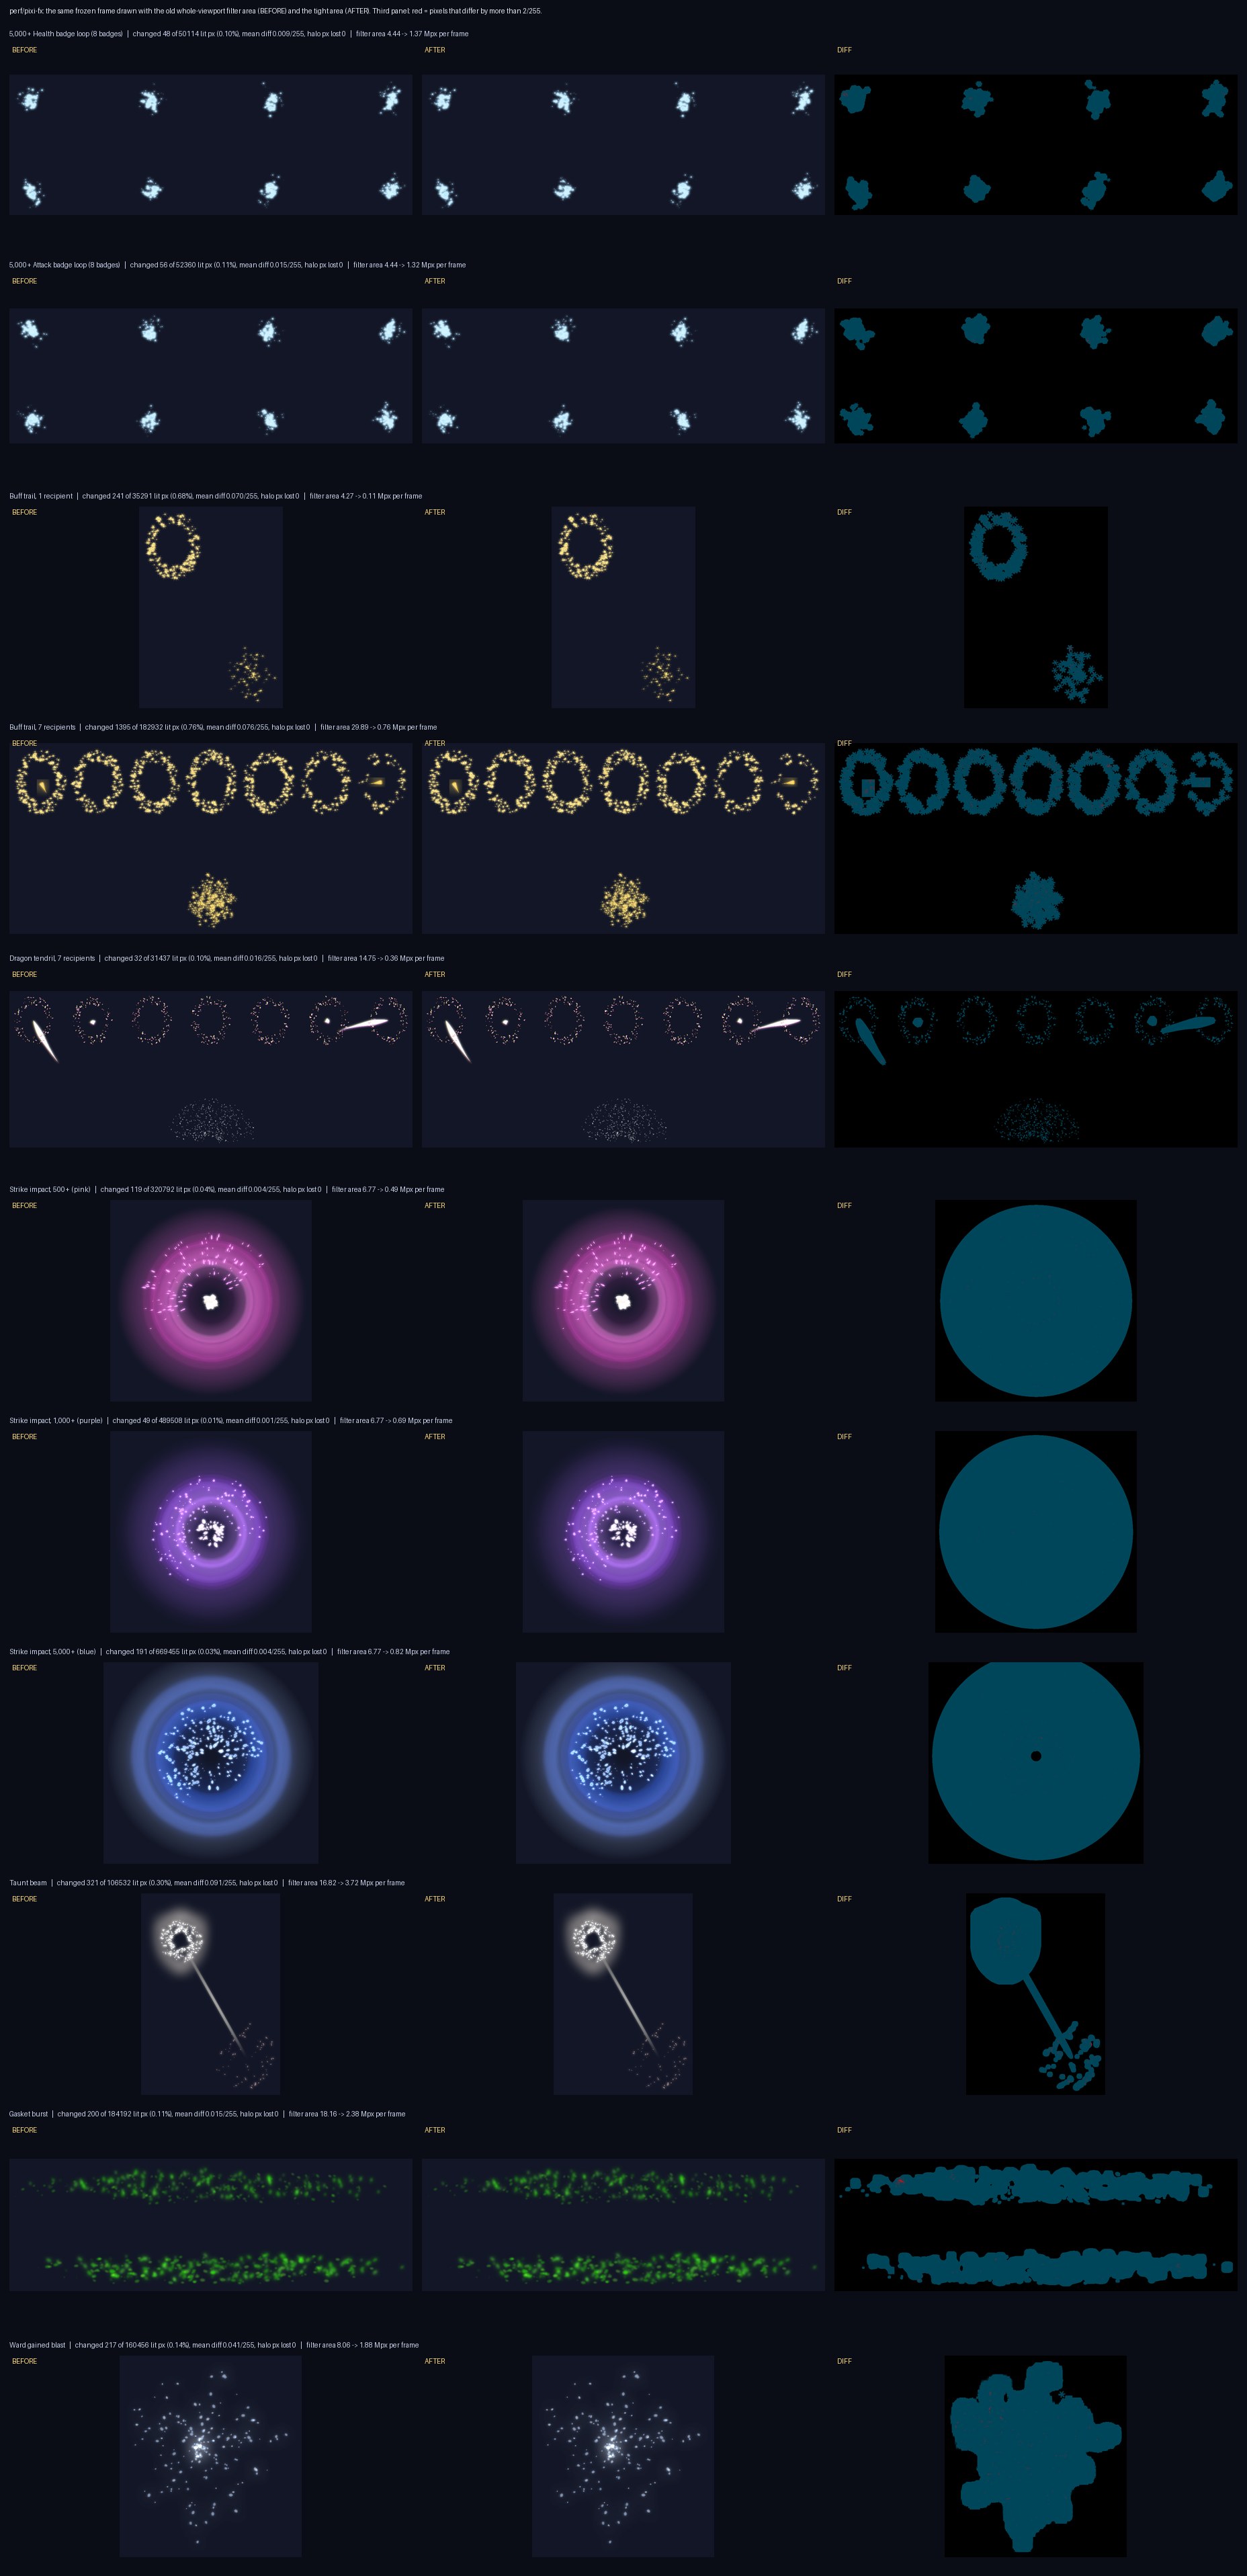 perf/pixi-fx: the same frozen frame drawn with the old whole-viewport filter area (BEFORE) and the tight area (AFTER). Third panel: red = pixels that differ by more than 2/255.
5,000+ Health badge loop (8 badges) | changed 48 of 50114 lit px (0.10%), mean diff 0.009/255, halo px lost 0 | filter area 4.44 -> 1.37 Mpx per frame
BEFORE AFTER DIFF
5,000+ Attack badge loop (8 badges) | changed 56 of 52360 lit px (0.11%), mean diff 0.015/255, halo px lost 0 | filter area 4.44 -> 1.32 Mpx per frame
BEFORE AFTER DIFF
Buff trail, 1 recipient | changed 241 of 35291 lit px (0.68%), mean diff 0.070/255, halo px lost 0 | filter area 4.27 -> 0.11 Mpx per frame
BEFORE AFTER DIFF
Buff trail, 7 recipients | changed 1395 of 182932 lit px (0.76%), mean diff 0.076/255, halo px lost 0 | filter area 29.89 -> 0.76 Mpx per frame
BEFORE AFTER DIFF
Dragon tendril, 7 recipients | changed 32 of 31437 lit px (0.10%), mean diff 0.016/255, halo px lost 0 | filter area 14.75 -> 0.36 Mpx per frame
BEFORE AFTER DIFF
Strike impact, 500+ (pink) | changed 119 of 320792 lit px (0.04%), mean diff 0.004/255, halo px lost 0 | filter area 6.77 -> 0.49 Mpx per frame
BEFORE AFTER DIFF
Strike impact, 1,000+ (purple) | changed 49 of 489508 lit px (0.01%), mean diff 0.001/255, halo px lost 0 | filter area 6.77 -> 0.69 Mpx per frame
BEFORE AFTER DIFF
Strike impact, 5,000+ (blue) | changed 191 of 669455 lit px (0.03%), mean diff 0.004/255, halo px lost 0 | filter area 6.77 -> 0.82 Mpx per frame
BEFORE AFTER DIFF
Taunt beam | changed 321 of 106532 lit px (0.30%), mean diff 0.091/255, halo px lost 0 | filter area 16.82 -> 3.72 Mpx per frame
BEFORE AFTER DIFF
Gasket burst | changed 200 of 184192 lit px (0.11%), mean diff 0.015/255, halo px lost 0 | filter area 18.16 -> 2.38 Mpx per frame
BEFORE AFTER DIFF
Ward gained blast | changed 217 of 160456 lit px (0.14%), mean diff 0.041/255, halo px lost 0 | filter area 8.06 -> 1.88 Mpx per frame
BEFORE AFTER DIFF